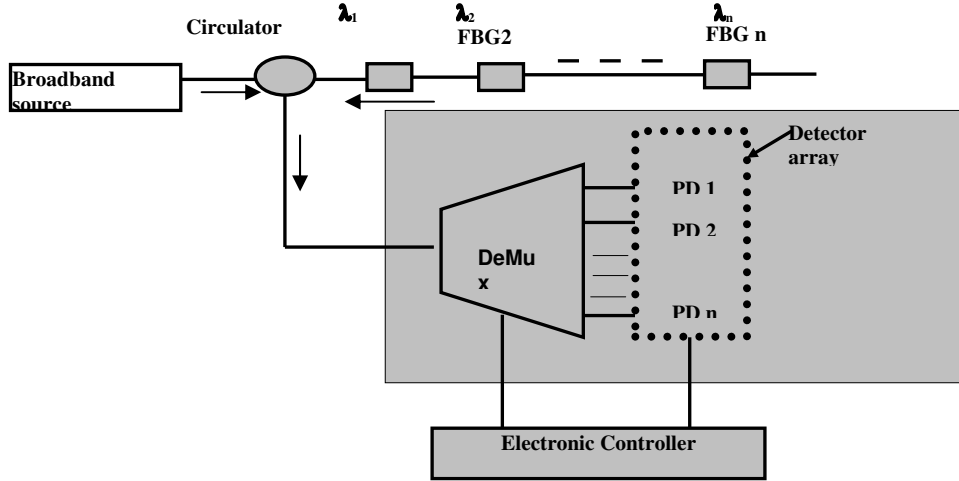 λ1
λ2
λn
Circulator
FBG2
FBG n
Broadband
source
Detector
array
PD 1
PD 2
DeMu
x
PD n
Electronic Controller